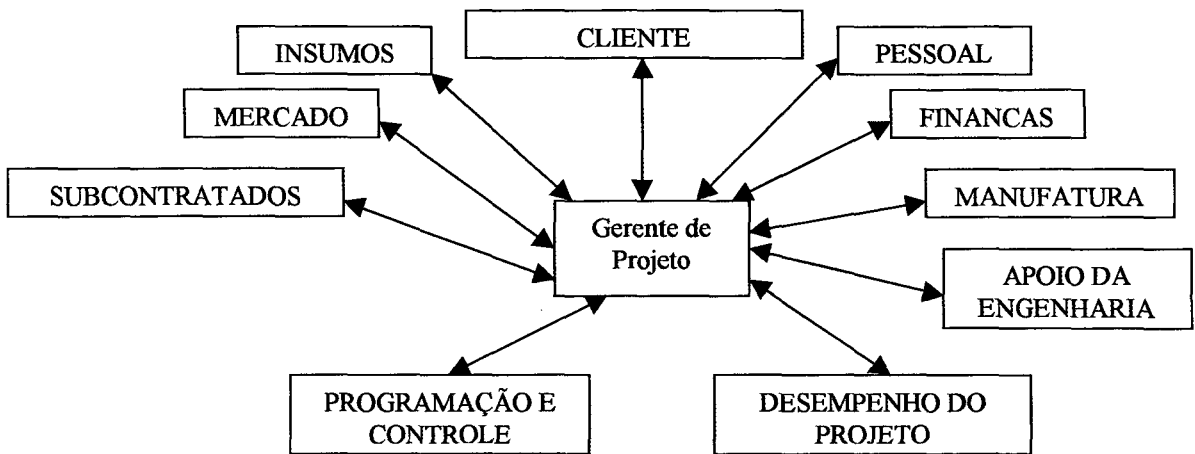 CLIENTE
INSUMOS
PESSOAL
MERCADO
FINANCAS
SUBCONTRATADOS
MANUFATURA
Gerente de
Projeto
APOIO DA
ENGENHARIA
PROGRAMAÇÃO E
CONTROLE
DESEMPENHO DO
PROJETO